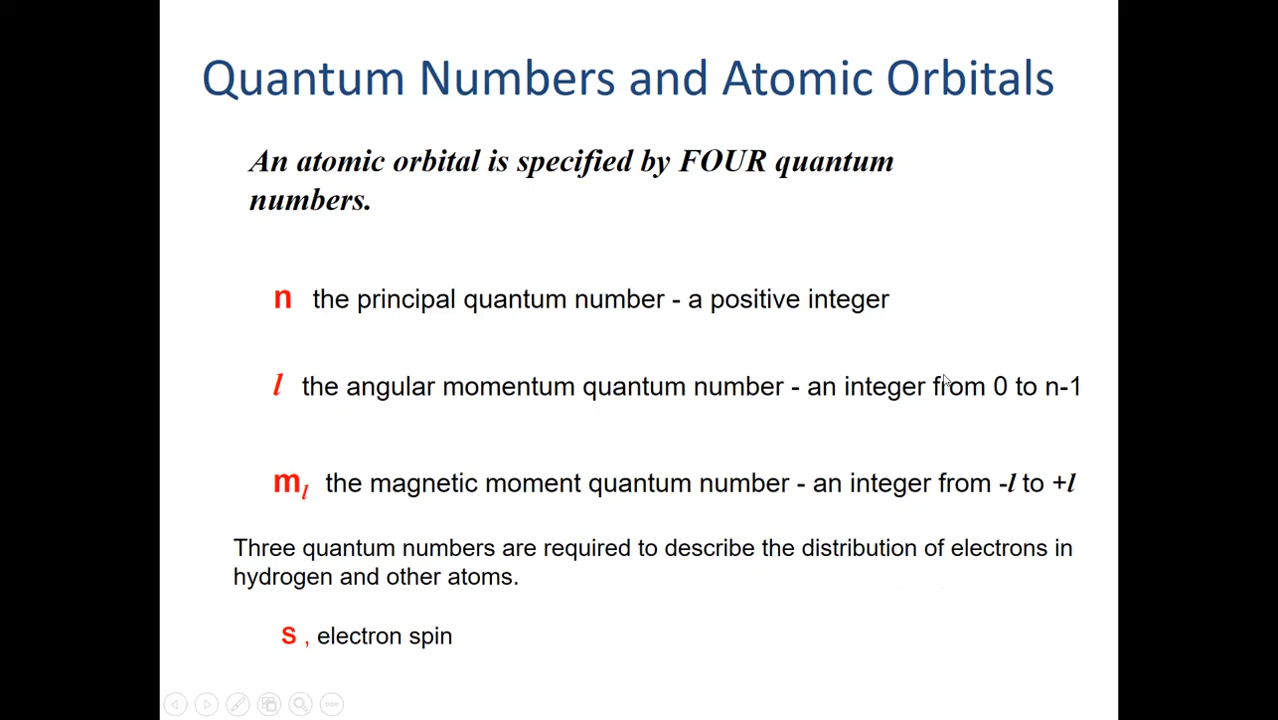 Quantum Numbers and Atomic Orbitals
An atomic orbital is specified by FOUR quantum
numbers.
n the principal quantum number - a positive integer
l the angular momentum quantum number - an integer from 0 to n-1
ml the magnetic moment quantum number - an integer from -l to +l
Three quantum numbers are required to describe the distribution of electrons in
hydrogen and other atoms.
s , electron spin